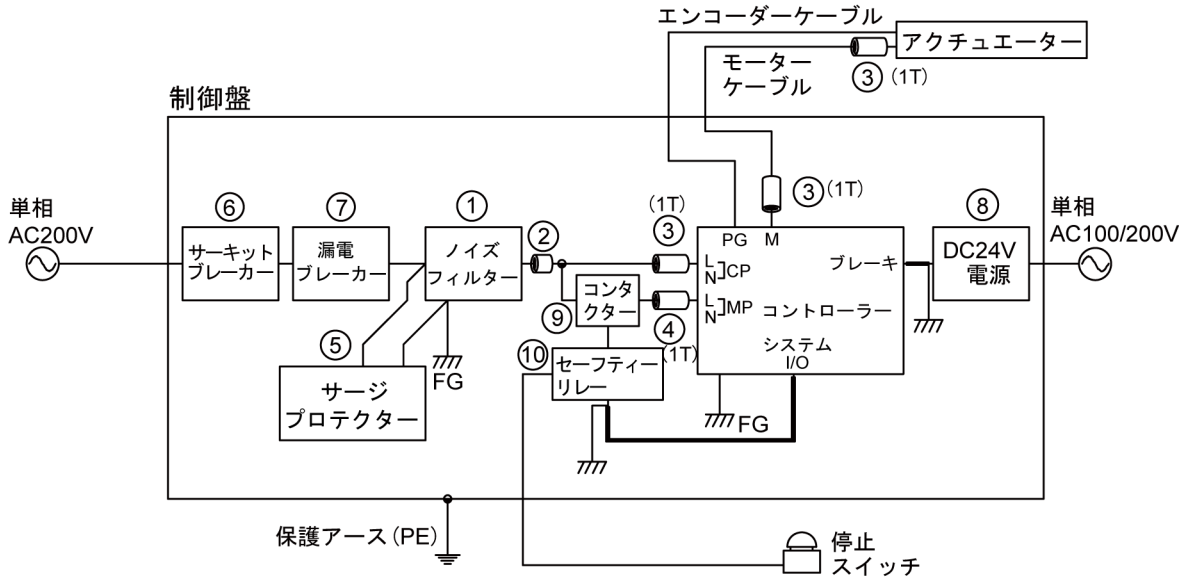 エンコーダーケーブル
アクチュエーター
モーター
ケーブル
③(1T)
制御盤
単相
AC200V
⑥
サーキット
ブレーカー
⑦
漏電
ブレーカー
①
ノイズ
フィルター
②
(1T)
③
③(1T)
⑧
単相
AC100/200V
PG M
L
N
CP
ブレーキ
DC24V
電源
コンタ
クター
⑨
L
N
MP
コントローラー
④
(1T)
システム
I/O
⑤
サージ
プロテクター
FG
⑩
セーフティー
リレー
FG
保護アース(PE)
停止
スイッチ